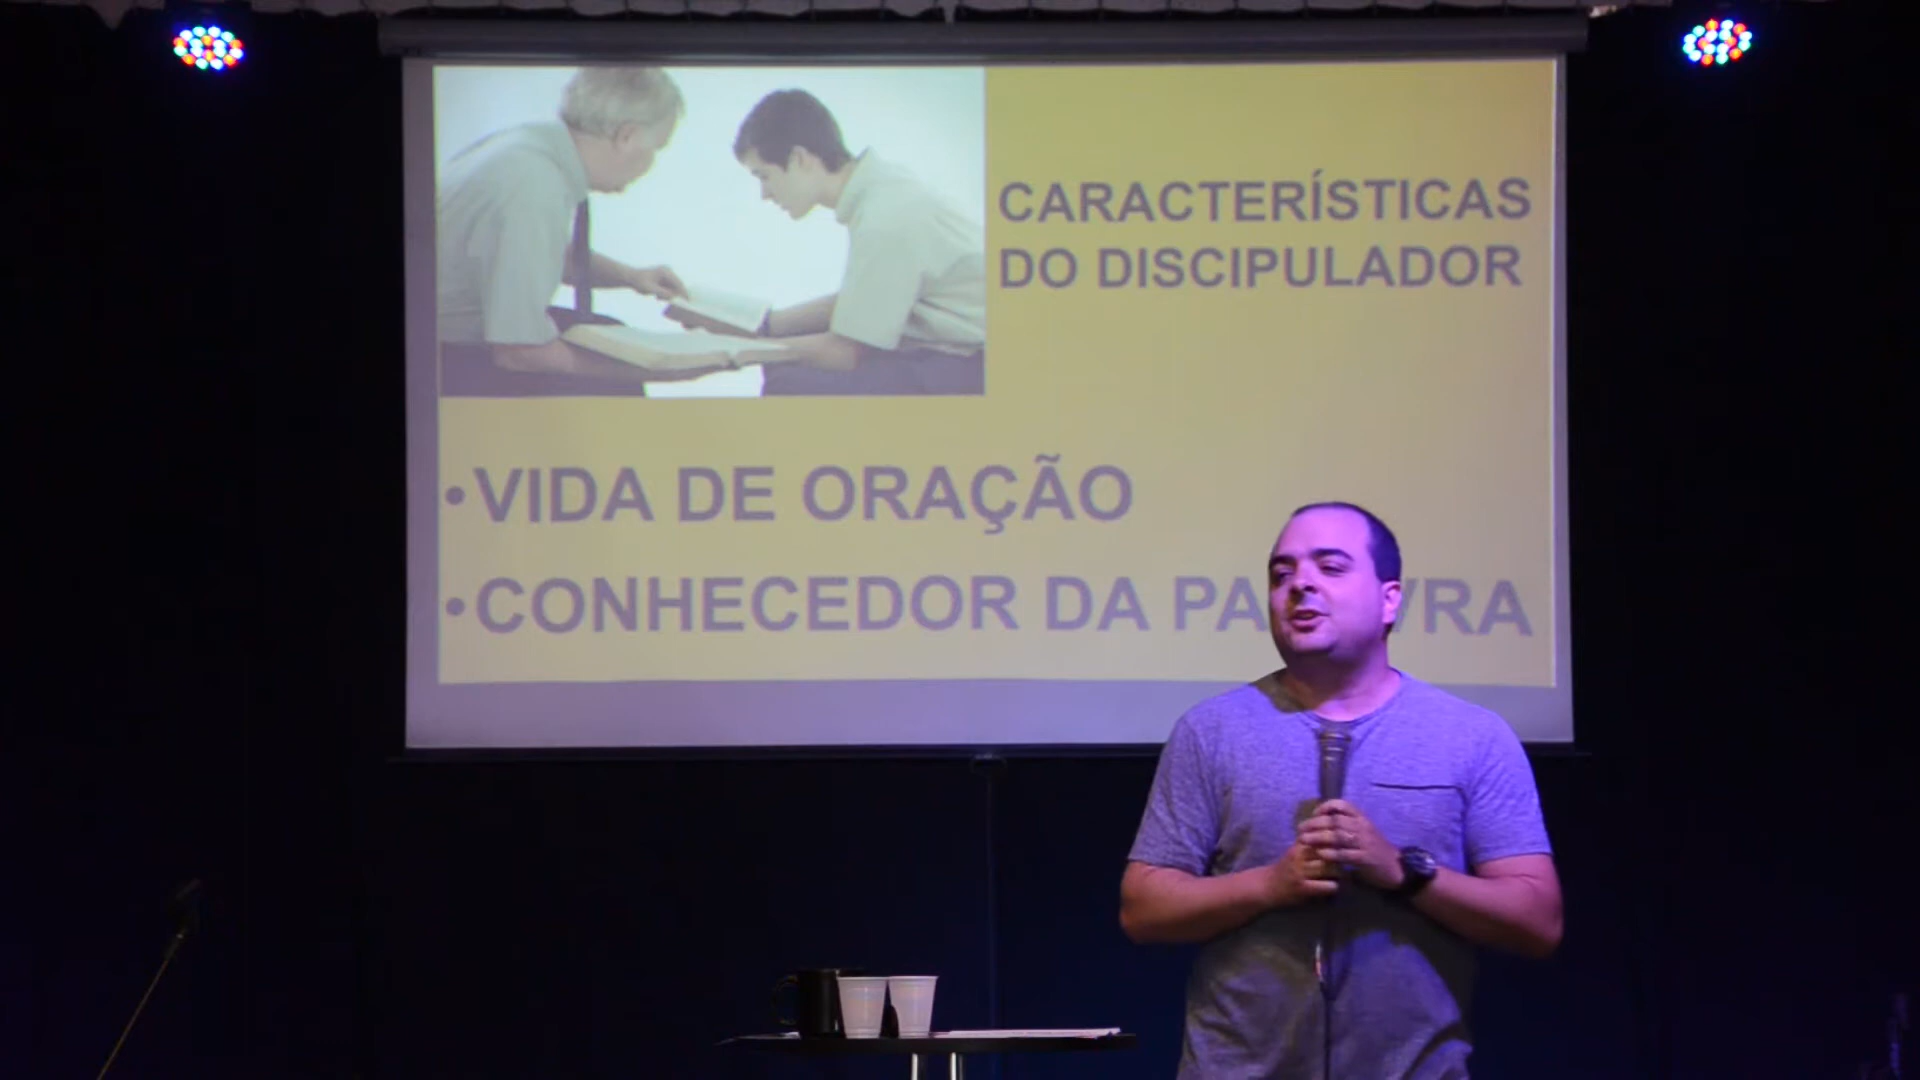 CARACTERÍSTICAS
DO DISCIPULADOR
•VIDA DE ORAÇÃO
•CONHECEDOR DA